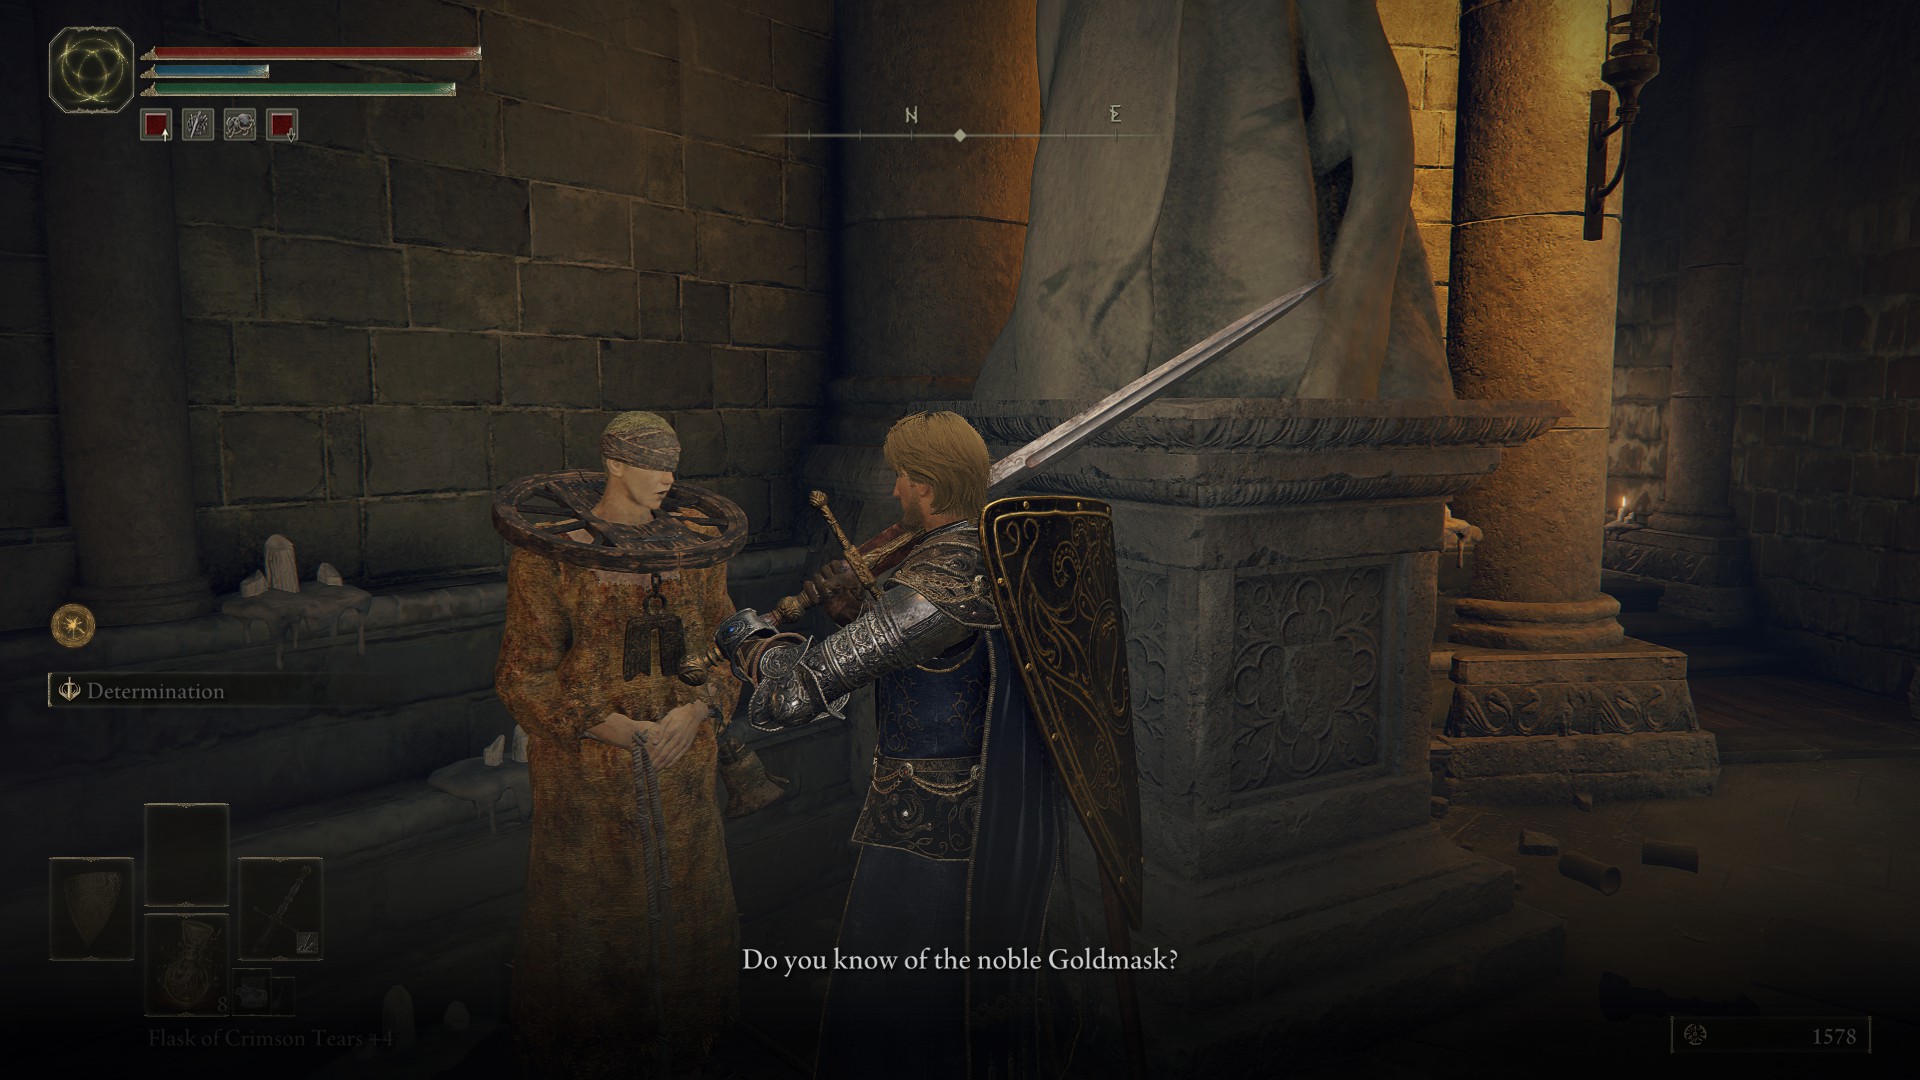 N
E
Determination
Do you know of the noble Goldmask?
8
Flask of Crimson Tears +4
1578